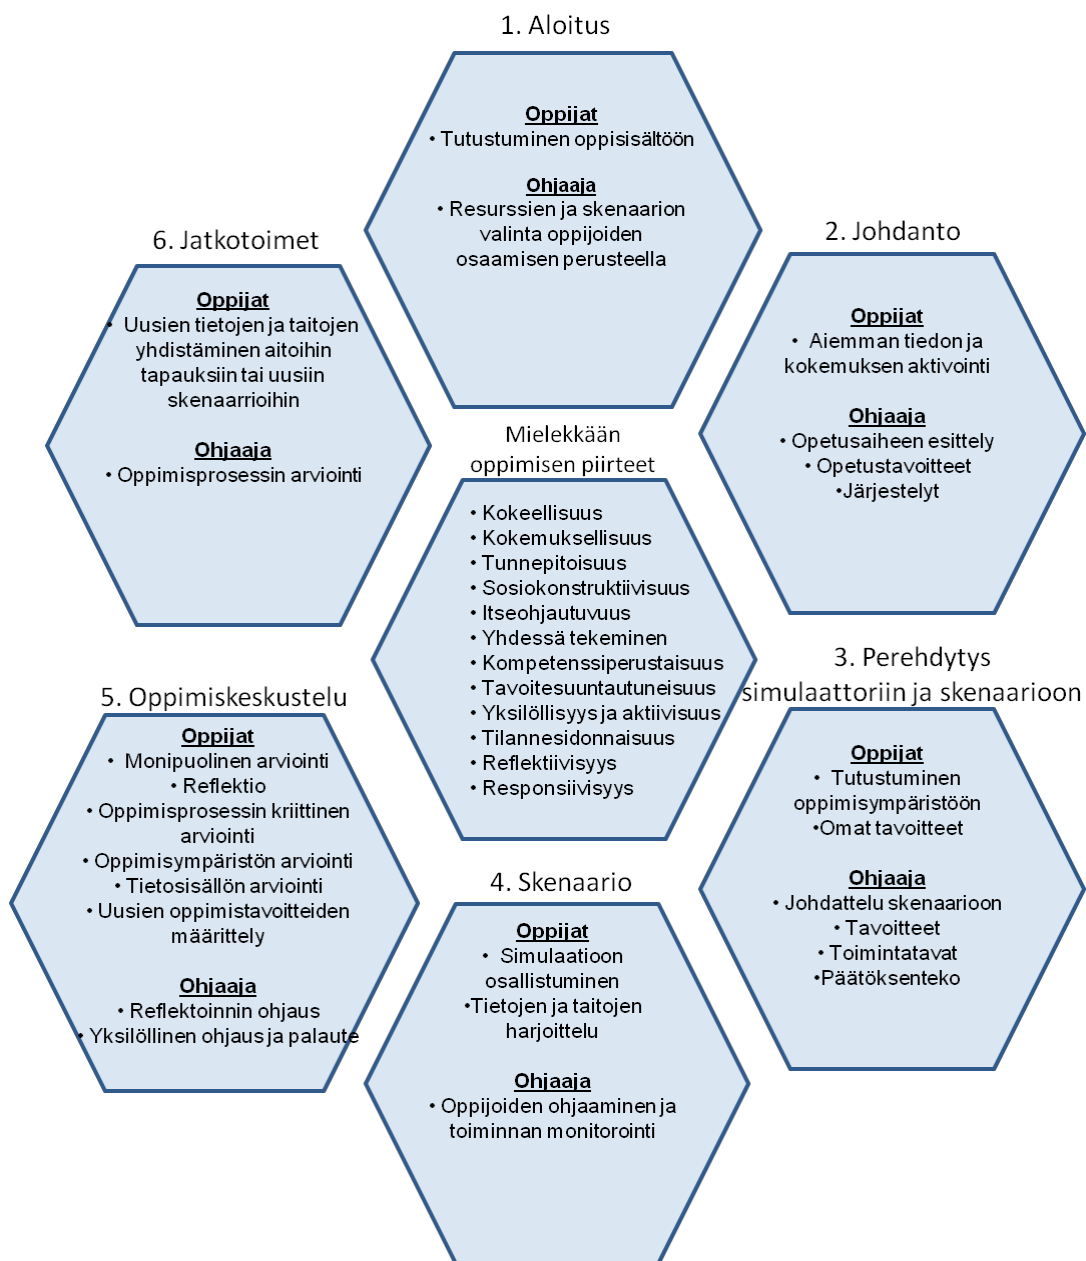 1. Aloitus
Oppijat
• Tutustuminen oppisisältöön
Ohjaaja
• Resurssien ja skenaarion
valinta oppijoiden
osaamisen perusteella
2. Johdanto
Oppijat
• Aiemman tiedon ja
kokemuksen aktivointi
Ohjaaja
• Opetusaiheen esittely
• Opetustavoitteet
•Järjestelyt
3. Perehdytys
simulaattoriin ja skenaarioon
Oppijat
• Tutustuminen
oppimisympäristöön
•Omat tavoitteet
Ohjaaja
• Johdattelu skenaarioon
• Tavoitteet
• Toimintatavat
•Päätöksenteko
4. Skenaario
Oppijat
• Simulaatioon
osallistuminen
•Tietojen ja taitojen
harjoittelu
Ohjaaja
• Oppijoiden ohjaaminen ja
toiminnan monitorointi
5. Oppimiskeskustelu
Oppijat
• Monipuolinen arviointi
• Reflektio
• Oppimisprosessin kriittinen
arviointi
• Oppimisympäristön arviointi
• Tietosisällön arviointi
• Uusien oppimistavoitteiden
määrittely
Ohjaaja
• Reflektoinnin ohjaus
• Yksilöllinen ohjaus ja palaute
6. Jatkotoimet
Oppijat
• Uusien tietojen ja taitojen
yhdistäminen aitoihin
tapauksiin tai uusiin
skenaarrioihin
Ohjaaja
• Oppimisprosessin arviointi
Mielekkään
oppimisen piirteet
• Kokeellisuus
• Kokemuksellisuus
• Tunnepitoisuus
• Sosiokonstruktiivisuus
• Itseohjautuvuus
• Yhdessä tekeminen
• Kompetenssiperustaisuus
• Tavoitesuuntautuneisuus
• Yksilöllisyys ja aktiivisuus
• Tilannesidonnaisuus
• Reflektiivisyys
• Responsiivisyys